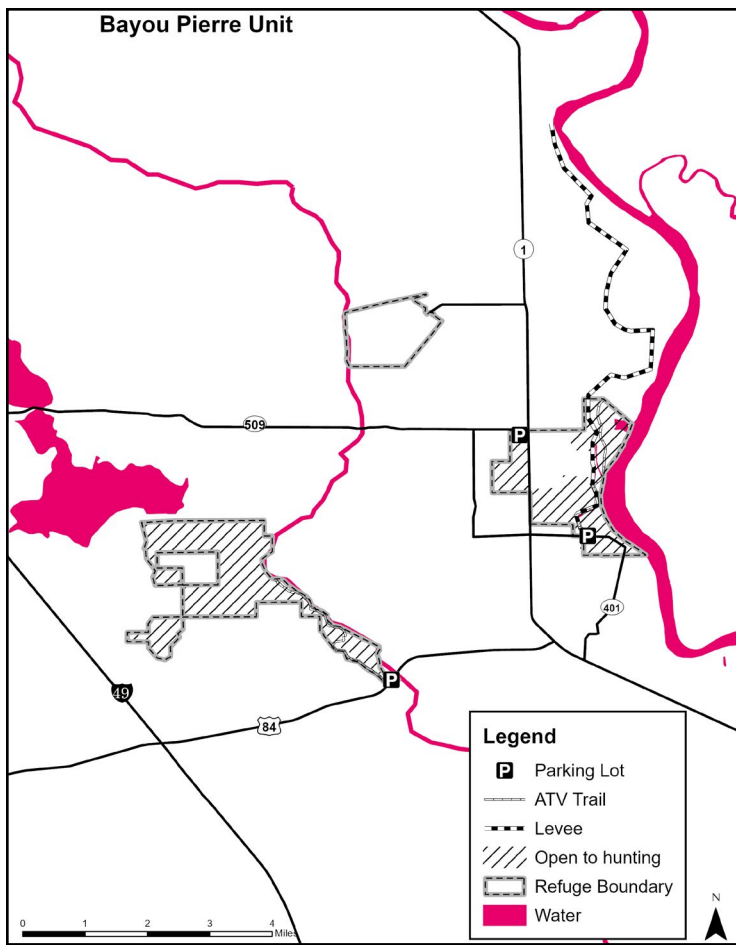 Bayou Pierre Unit
1
509
401
49
84
P
P
P
Legend
P Parking Lot
ATV Trail
Levee
Open to hunting
Refuge Boundary
Water
N
0 1 2 3 4
Miles